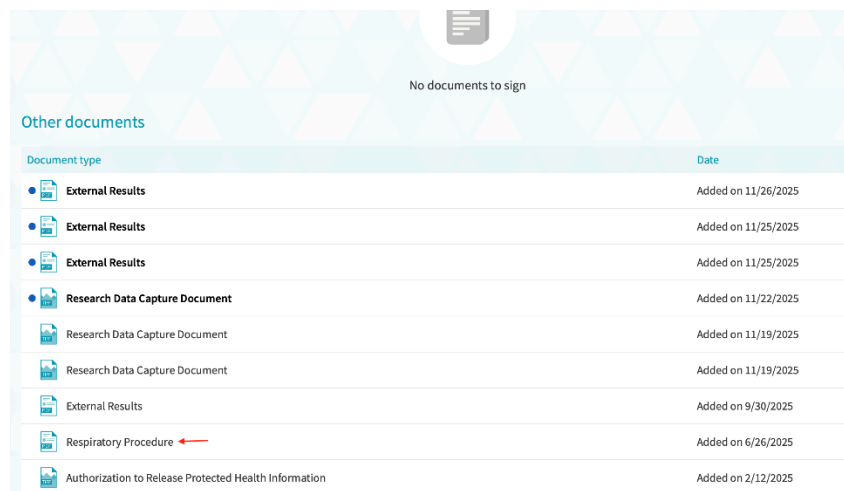 No documents to sign
Other documents
Document type Date
External Results Added on 11/26/2025
External Results Added on 11/25/2025
External Results Added on 11/25/2025
Research Data Capture Document Added on 11/22/2025
Research Data Capture Document Added on 11/19/2025
Research Data Capture Document Added on 11/19/2025
External Results Added on 9/30/2025
Respiratory Procedure Added on 6/26/2025
Authorization to Release Protected Health Information Added on 2/12/2025